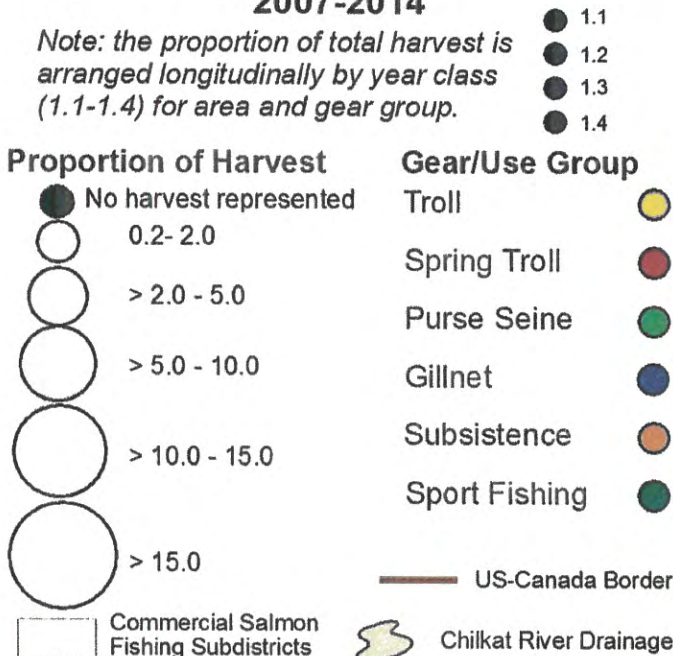 2007-2014
Note: the proportion of total harvest is
arranged longitudinally by year class
(1.1-1.4) for area and gear group.
1.1
1.2
1.3
1.4
Proportion of Harvest
No harvest represented
0.2- 2.0
> 2.0 - 5.0
> 5.0 - 10.0
> 10.0 - 15.0
> 15.0
Commercial Salmon
Fishing Subdistricts
Gear/Use Group
Troll
Spring Troll
Purse Seine
Gillnet
Subsistence
Sport Fishing
US-Canada Border
Chilkat River Drainage